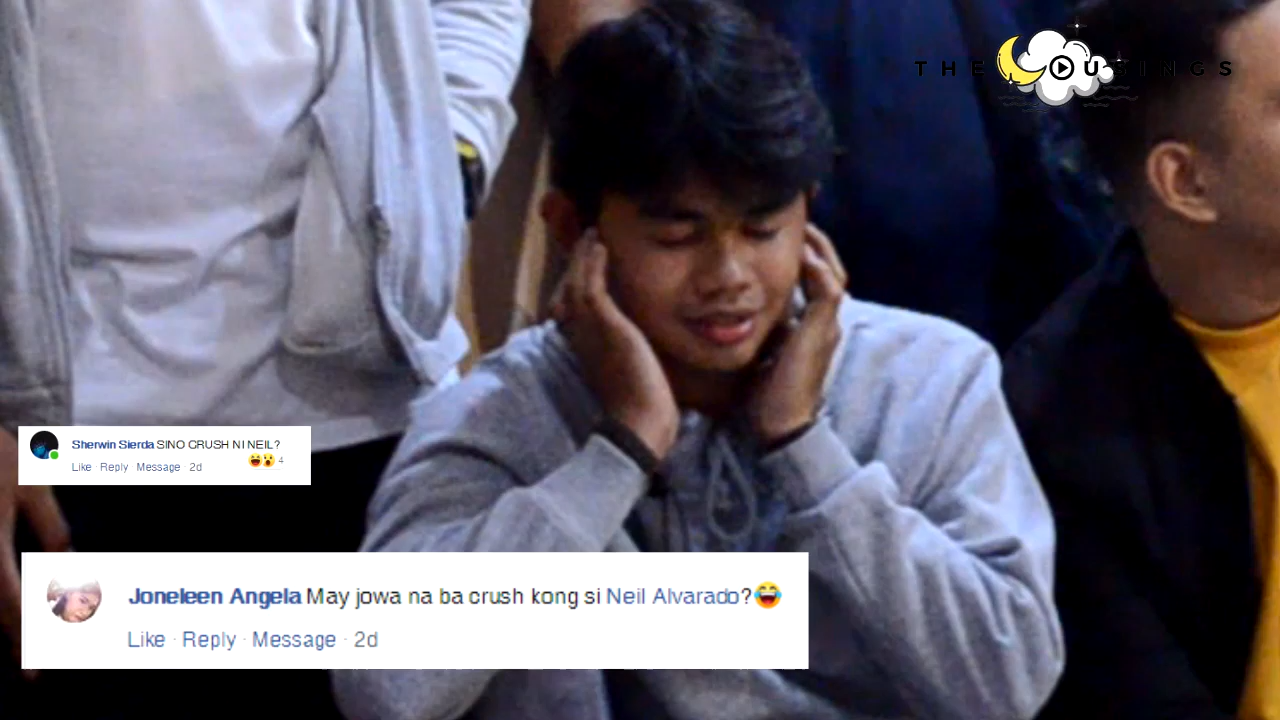 THE OUSINGS
Sherwin Sierda SINO CRUSH NI NEIL?
Like · Reply · Message · 2d
4
Joneleen Angela May jowa na ba crush kong si Neil Alvarado?😂
Like · Reply · Message · 2d